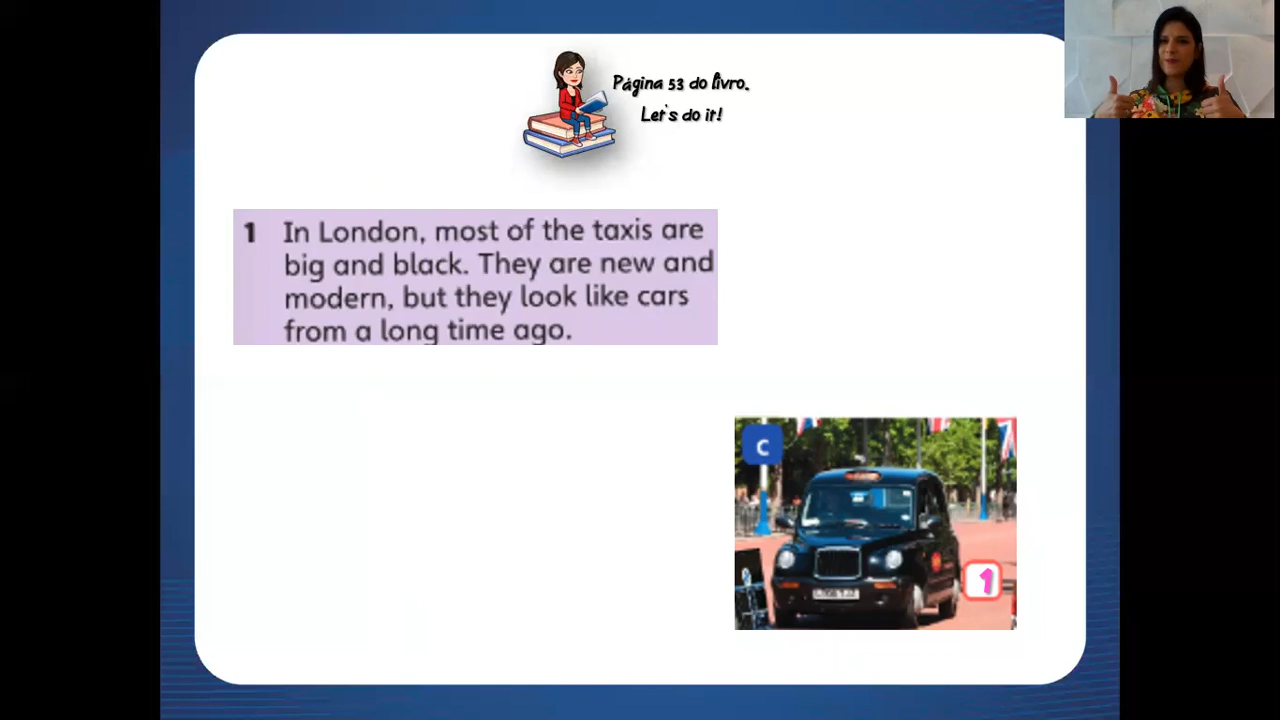 Página 53 do livro.
Let's do it!
1 In London, most of the taxis are
big and black. They are new and
modern, but they look like cars
from a long time ago.
C
1